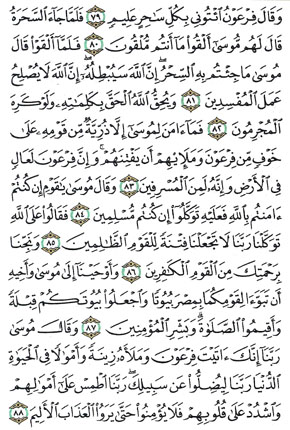 وَقَالَ فِرْعَوْنُ ٱئْتُونِى بِكُلِّ سَٰحِرٍ عَلِيمٍ ٧٩ فَلَمَّا جَآءَ ٱلسَّحَرَةُ
قَالَ لَهُم مُّوسَىٰٓ أَلْقُوا۟ مَآ أَنتُم مُّلْقُونَ ٨٠ فَلَمَّآ أَلْقَوْا۟ قَالَ
مُوسَىٰ مَا جِئْتُم بِهِ ٱلسِّحْرُ ۖ إِنَّ ٱللَّهَ سَيُبْطِلُهُۥٓ ۖ إِنَّ ٱللَّهَ لَا يُصْلِحُ
عَمَلَ ٱلْمُفْسِدِينَ ٨١ وَيُحِقُّ ٱللَّهُ ٱلْحَقَّ بِكَلِمَٰتِهِۦ وَلَوْ كَرِهَ
ٱلْمُجْرِمُونَ ٨٢ فَمَآ ءَامَنَ لِمُوسَىٰٓ إِلَّا ذُرِّيَّةٌ مِّن قَوْمِهِۦ عَلَىٰ
خَوْفٍ مِّن فِرْعَوْنَ وَمَلَإِي۟هِمْ أَن يَفْتِنَهُمْ ۚ وَإِنَّ فِرْعَوْنَ لَعَالٍ
فِى ٱلْأَرْضِ وَإِنَّهُۥ لَمِنَ ٱلْمُسْرِفِينَ ٨٣ وَقَالَ مُوسَىٰ يَٰقَوْمِ إِن كُنتُمْ
ءَامَنتُم بِٱللَّهِ فَعَلَيْهِ تَوَكَّلُوٓا۟ إِن كُنتُم مُّسْلِمِينَ ٨٤ فَقَالُوا۟ عَلَى ٱللَّهِ
تَوَكَّلْنَا رَبَّنَا لَا تَجْعَلْنَا فِتْنَةً لِّلْقَوْمِ ٱلظَّٰلِمِينَ ٨٥ وَنَجِّنَا
بِرَحْمَتِكَ مِنَ ٱلْقَوْمِ ٱلْكَٰفِرِينَ ٨٦ وَأَوْحَيْنَآ إِلَىٰ مُوسَىٰ وَأَخِيهِ
أَن تَبَوَّءَا لِقَوْمِكُمَا بِمِصْرَ بُيُوتًا وَٱجْعَلُوا۟ بُيُوتَكُمْ قِبْلَةً
وَأَقِيمُوا۟ ٱلصَّلَوٰةَ ۗ وَبَشِّرِ ٱلْمُؤْمِنِينَ ٨٧ وَقَالَ مُوسَىٰ
رَبَّنَآ إِنَّكَ ءَاتَيْتَ فِرْعَوْنَ وَمَلَأَهُۥ زِينَةً وَأَمْوَٰلًا فِى ٱلْحَيَوٰةِ
ٱلدُّنْيَا رَبَّنَا لِيُضِلُّوا۟ عَن سَبِيلِكَ ۖ رَبَّنَا ٱطْمِسْ عَلَىٰٓ أَمْوَٰلِهِمْ
وَٱشْدُدْ عَلَىٰ قُلُوبِهِمْ فَلَا يُؤْمِنُوا۟ حَتَّىٰ يَرَوُا۟ ٱلْعَذَابَ ٱلْأَلِيمَ ٨٨